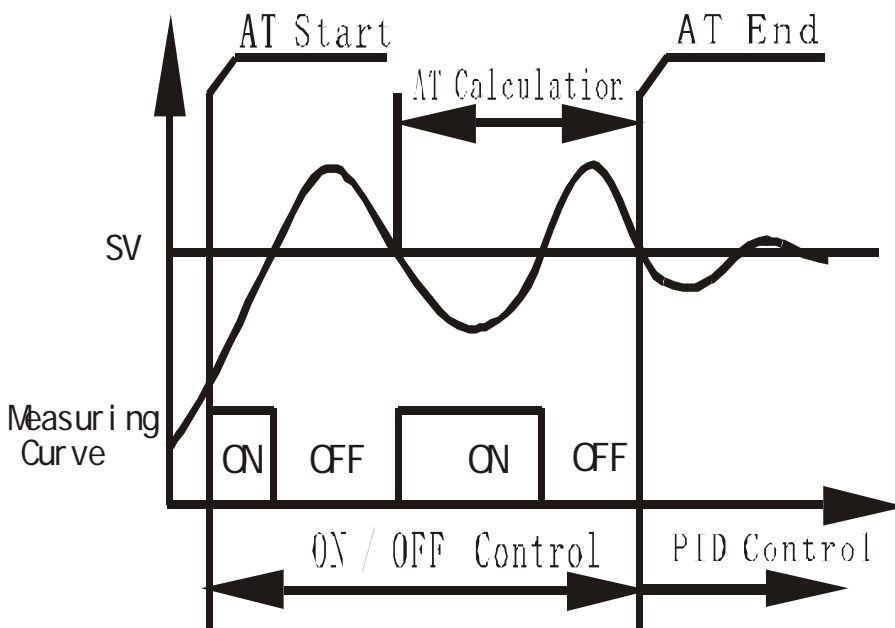 AT Start
AT End
AT Calculation
SV
Measuring
Curve
ON
OFF
ON
OFF
ON / OFF Control
PID Control